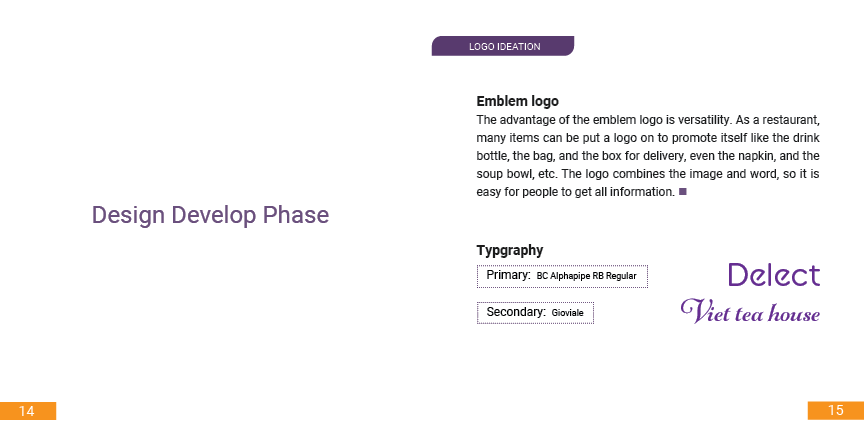 Design Develop Phase
14
LOGO IDEATION
Emblem logo
The advantage of the emblem logo is versatility. As a restaurant,
many items can be put a logo on to promote itself like the drink
bottle, the bag, and the box for delivery, even the napkin, and the
soup bowl, etc. The logo combines the image and word, so it is
easy for people to get all information.
Typgraphy
Primary: BC Alphapipe RB Regular
Secondary: Gioviale
Delect
Viet tea house
15